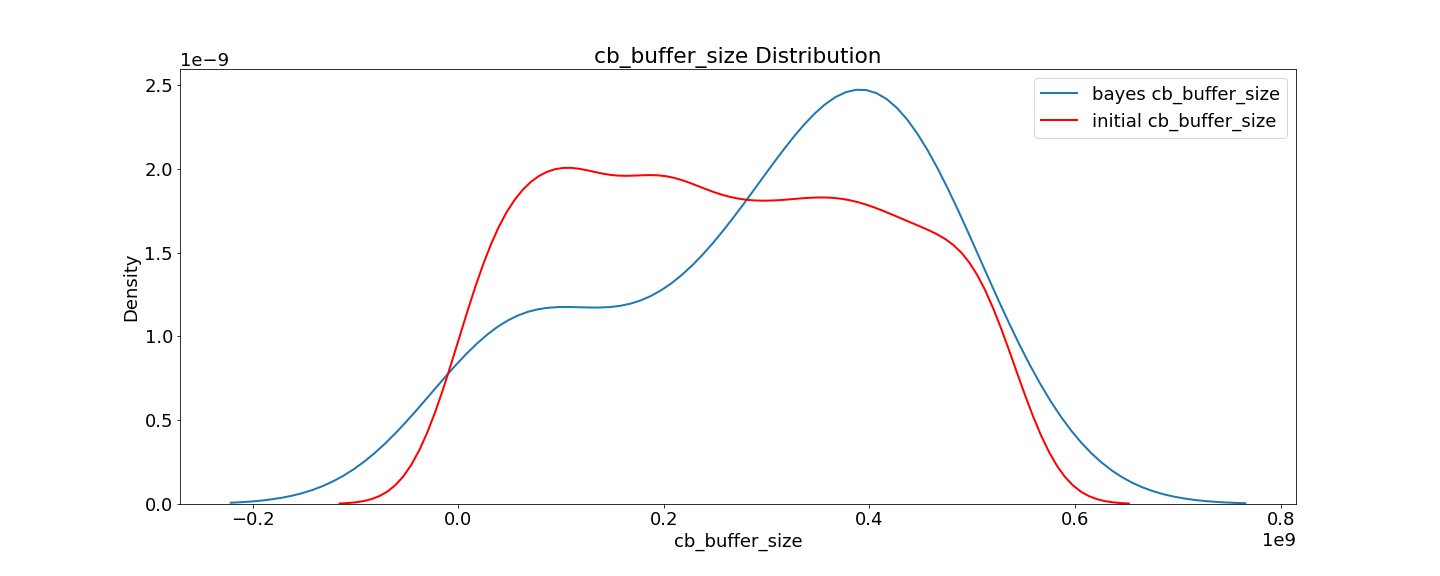 cb_buffer_size Distribution
1e−9
2.5
2.0
1.5
1.0
0.5
0.0
Density
bayes cb_buffer_size
initial cb_buffer_size
−0.2
0.0
0.2
0.4
0.6
0.8
cb_buffer_size
1e9